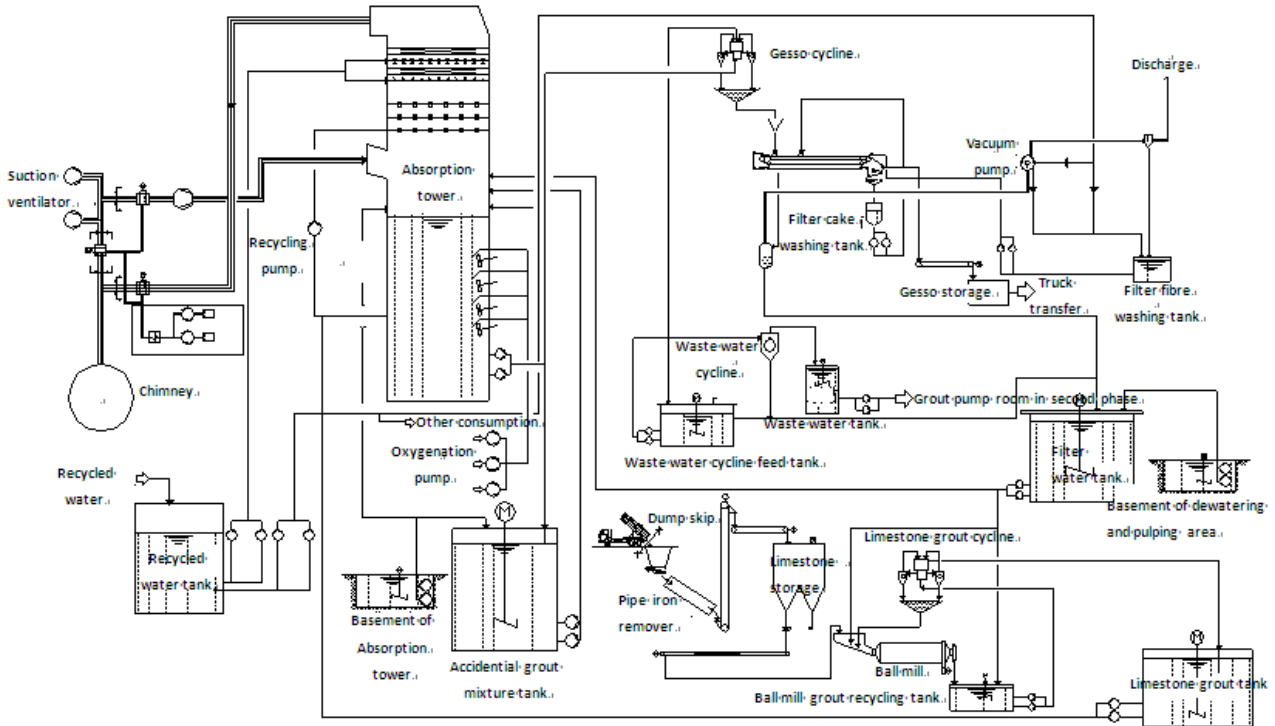 Gesso cycline.
Discharge.
Suction
ventilator.
Absorption
tower.
Vacuum
pump.
Recycling
pump.
Filter cake
washing tank.
Gesso storage.
Truck
transfer.
Filter fibre
washing tank.
Chimney.
Waste water
cycline.
Grout pump room in second phase.
Other consumption.
Waste water tank.
Oxygenation
pump.
Waste water cycline feed tank.
M
Filter
water tank.
Recycled
water.
Basement of dewatering
and pulping area.
M
Dump skip.
Limestone grout cycline.
Recycled
water tank.
Limestone
storage.
Pipe iron
remover.
Basement of
Absorption
tower.
Accidential grout
mixture tank.
Ball mill.
Ball mill grout recycling tank.
M
Limestone grout tank